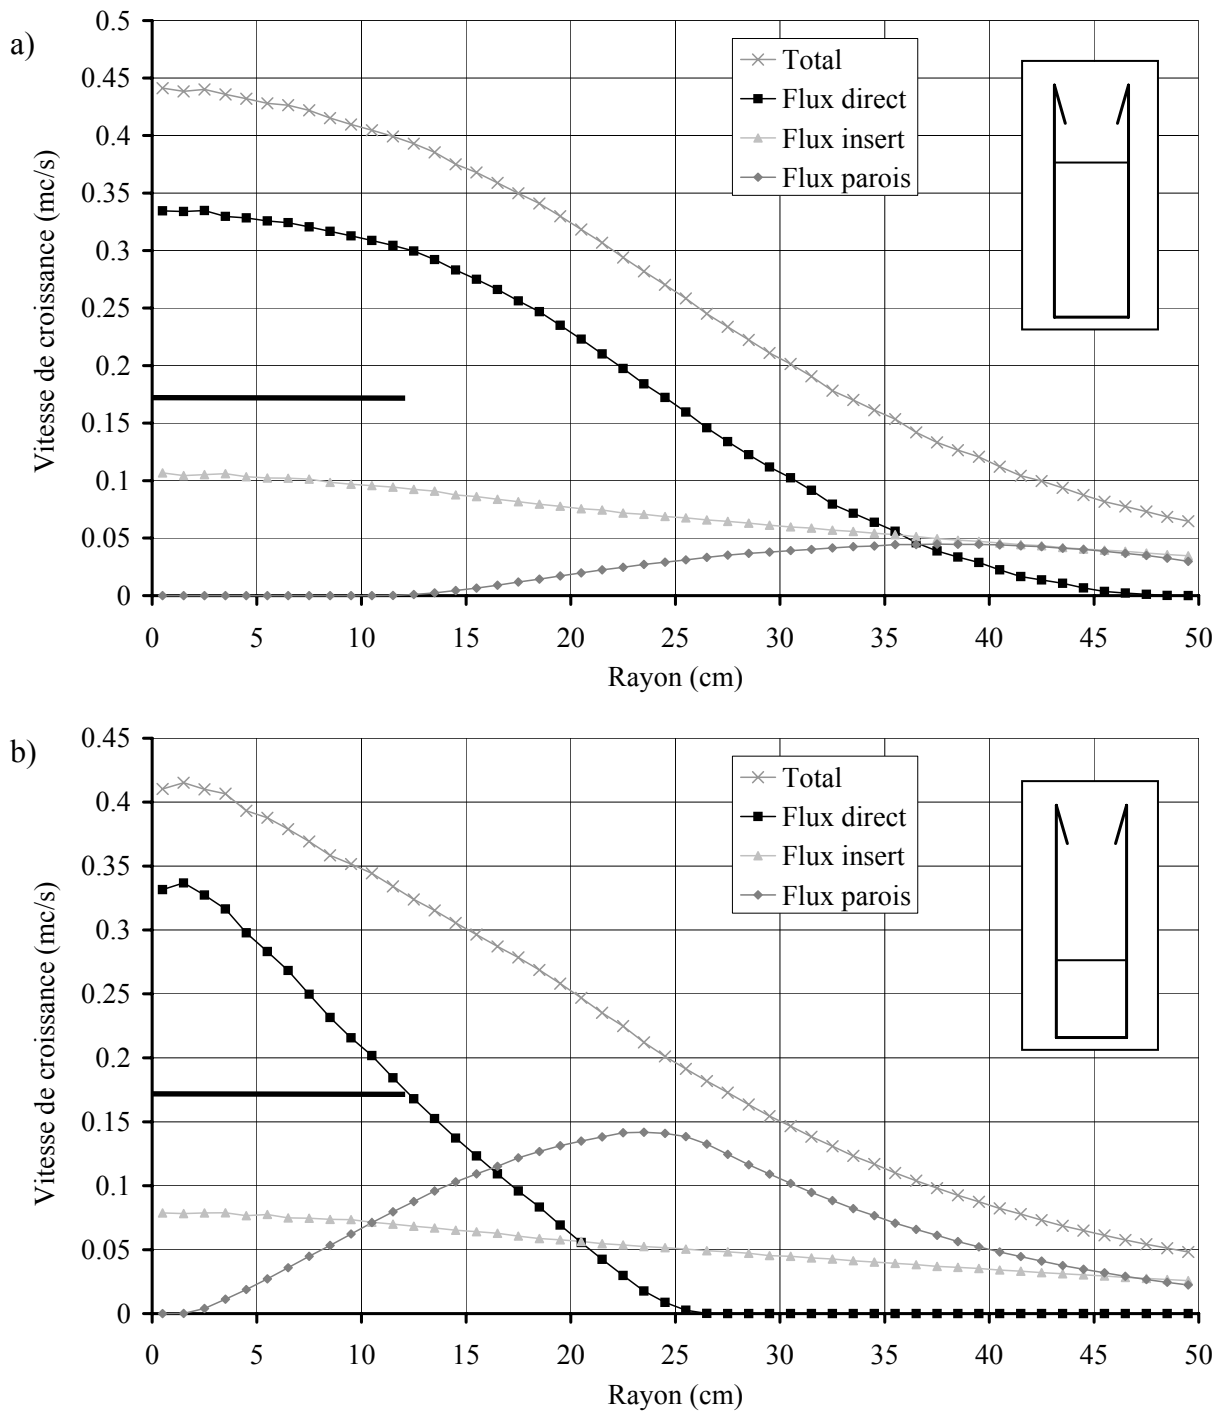 a)
Vitesse de croissance (mc/s)
0.5
0.45
0.4
0.35
0.3
0.25
0.2
0.15
0.1
0.05
0
Total
Flux direct
Flux insert
Flux parois
0 5 10 15 20 25 30 35 40 45 50
Rayon (cm)
b)
Vitesse de croissance (mc/s)
0.45
0.4
0.35
0.3
0.25
0.2
0.15
0.1
0.05
0
Total
Flux direct
Flux insert
Flux parois
0 5 10 15 20 25 30 35 40 45 50
Rayon (cm)